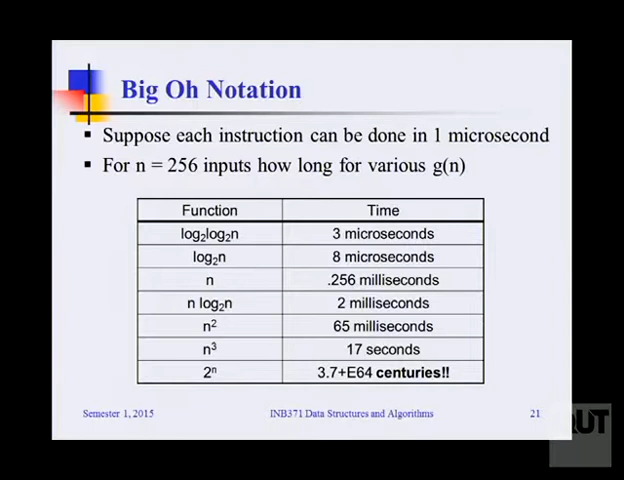 Big Oh Notation
Suppose each instruction can be done in 1 microsecond
For n = 256 inputs how long for various g(n)
Function Time
log₂log₂n 3 microseconds
log₂n 8 microseconds
n .256 milliseconds
n log₂n 2 milliseconds
n² 65 milliseconds
n³ 17 seconds
2ⁿ 3.7+E64 centuries!!
Semester 1, 2015 INB371 Data Structures and Algorithms 21
QUT